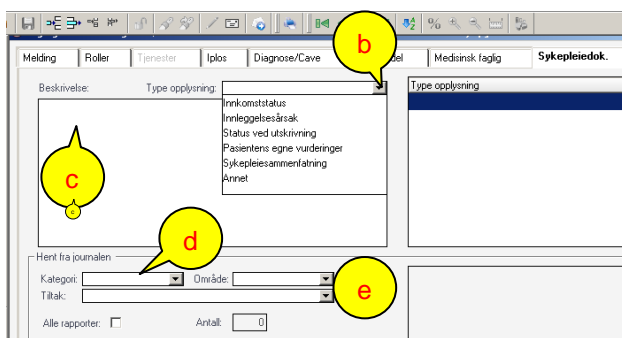 b
Melding Roller Tjenester Iplos Diagnose/Cave del Medisinsk faglig Sykepleiedok.
Beskrivelse: Type opplysning: Type opplysning
Innkomststatus
Innleggelsesårsak
Status ved utskrivning
Pasientens egne vurderinger
Sykepleiesammenfatning
Annet
c
c
d
Hent fra journalen
Kategori: Område:
e
Tiltak:
Alle rapporter: Antall: 0